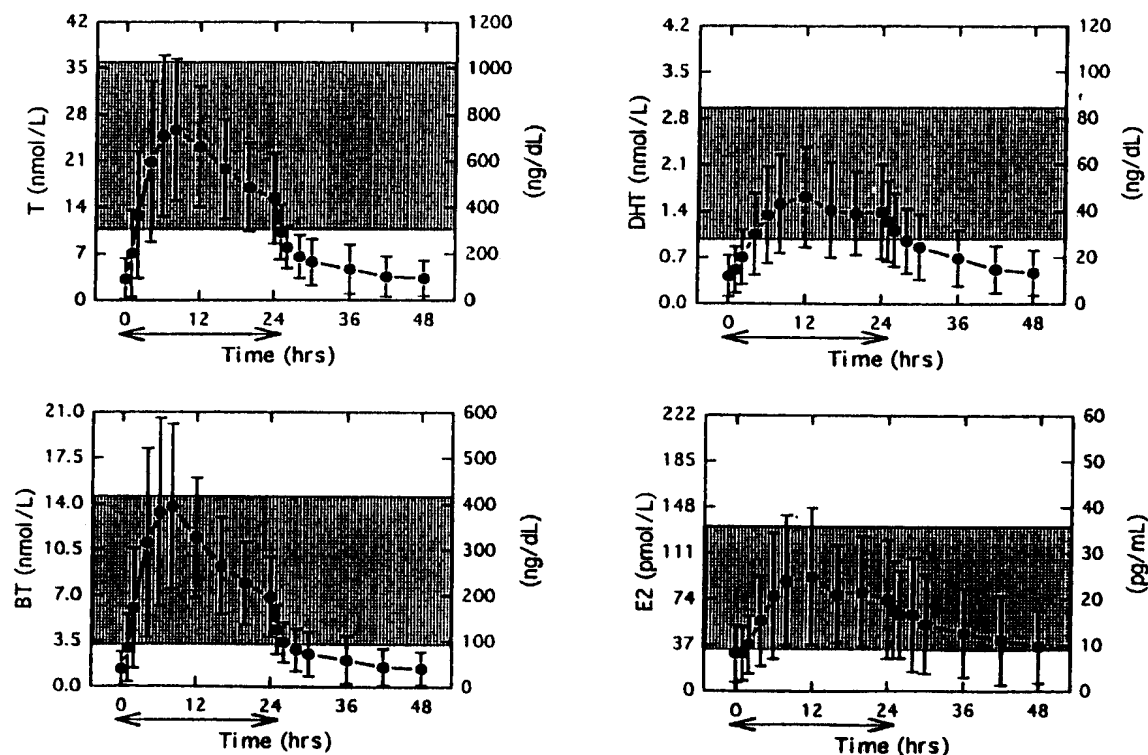 42 1200 4.2 120
35 1000 3.5 100
28 800 2.8 80
21 600 2.1 60
14 400 1.4 40
7 200 0.7 20
0 0 0.0 0
T (nmol/L) (ng/dL) DHT (nmol/L) (ng/dL)
0 12 24 36 48 0 12 24 36 48
Time (hrs) Time (hrs)
21.0 600 222 60
17.5 500 185 50
14.0 400 148 40
10.5 300 111 30
7.0 200 74 20
3.5 100 37 10
0.0 0 0 0
BT (nmol/L) (ng/dL) E2 (pmol/L) (pg/mL)
0 12 24 36 48 0 12 24 36 48
Time (hrs) Time (hrs)